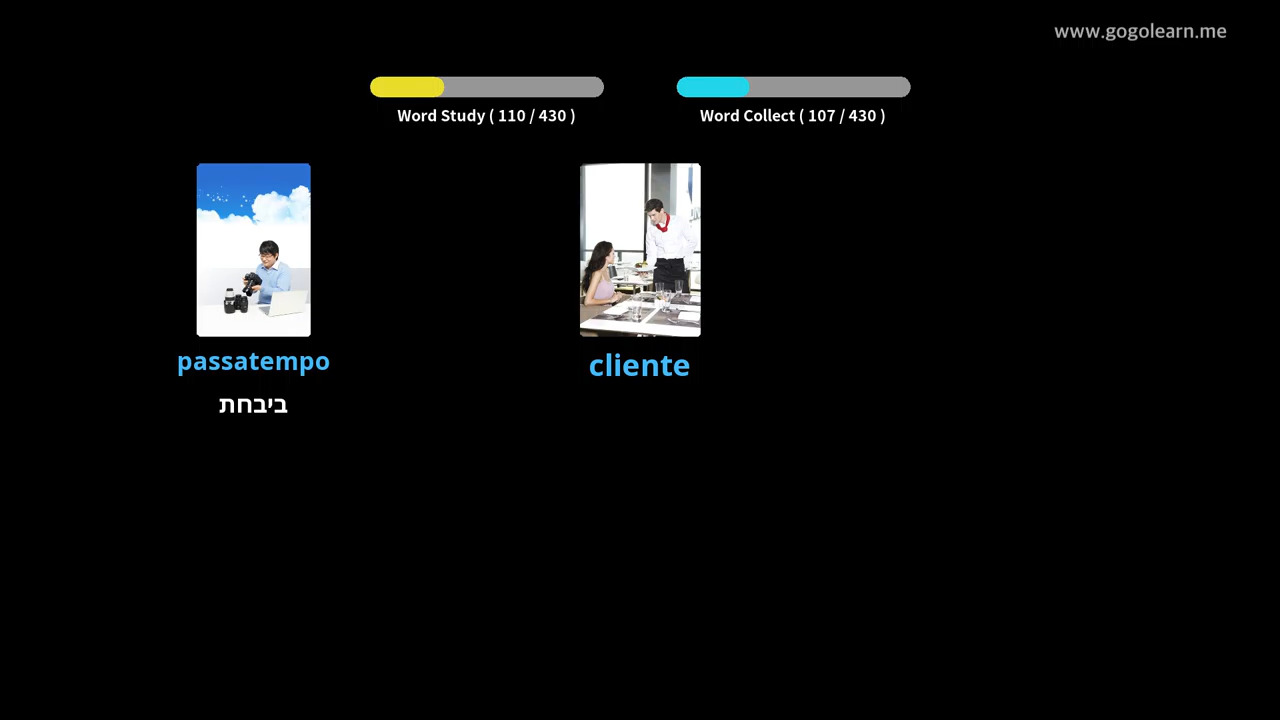 www.gogolearn.me
Word Study ( 110 / 430 )
Word Collect ( 107 / 430 )
passatempo
ביבחת
cliente